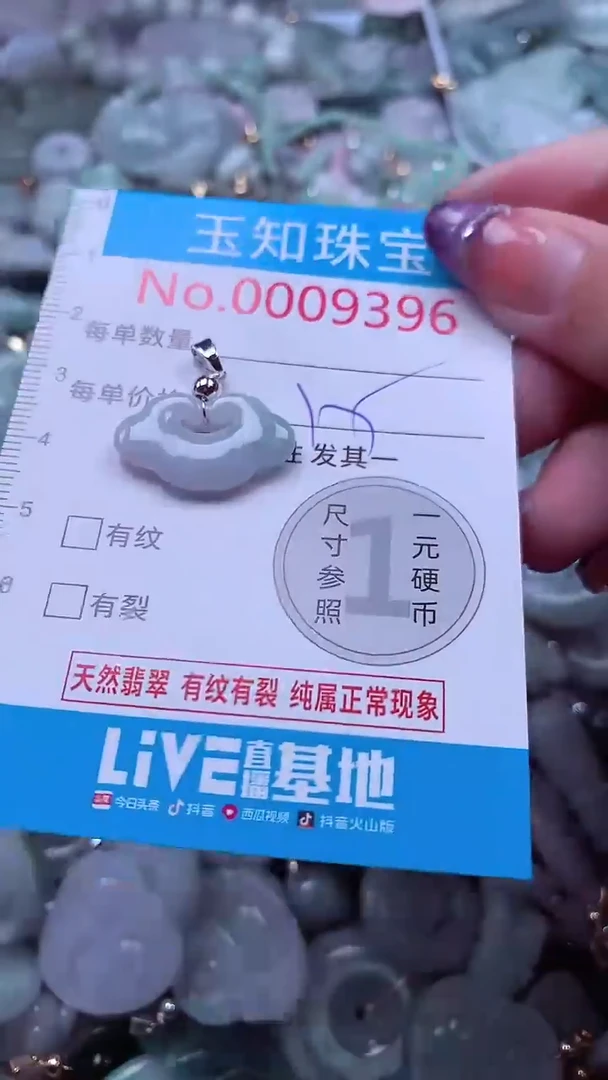 玉知珠宝
No.0009396
0
1
2
每单数量
3
每单价
4
发其一
5
有纹
尺寸参照
1
一元硬币
6
有裂
天然翡翠 有纹有裂 纯属正常现象
LiVE直播基地
今日头条 抖音 西瓜视频 抖音火山版